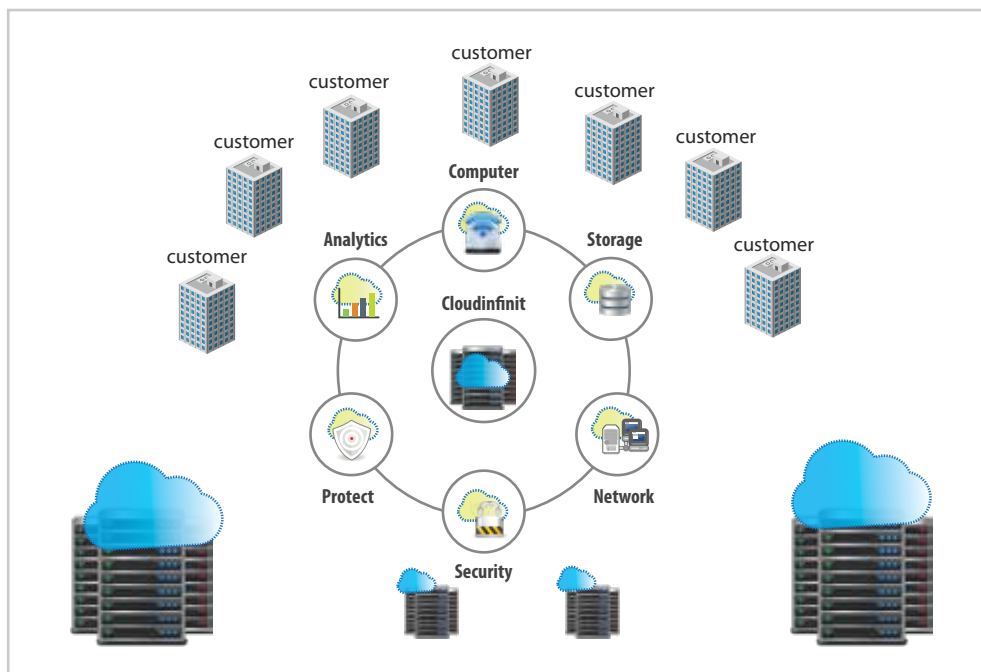 customer
customer
customer
customer
customer
customer
customer
Computer
Analytics
Storage
Cloudinfinit
Protect
Network
Security